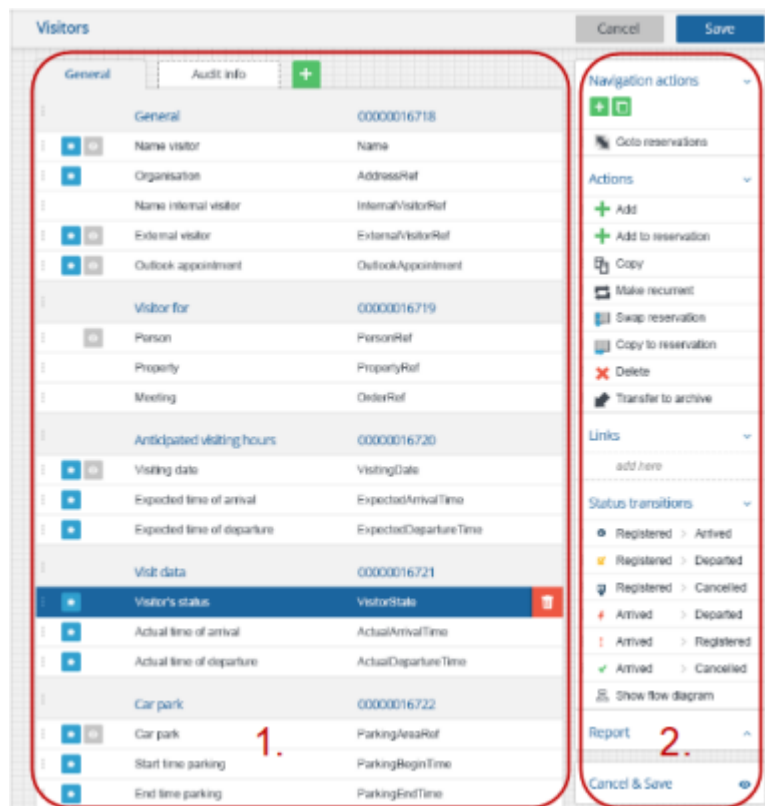 Visitors
Cancel
Save
General
Audit info
General 00000016718
Name visitor Name
Organisation AddressRef
Name internal visitor InternalVisitorRef
External visitor ExternalVisitorRef
Outlook appointment OutlookAppointment
Visitor for 00000016719
Person PersonRef
Property PropertyRef
Meeting OrderRef
Anticipated visiting hours 00000016720
Visiting date VisitingDate
Expected time of arrival ExpectedArrivalTime
Expected time of departure ExpectedDepartureTime
Visit data 00000016721
Visitor's status VisitorState
Actual time of arrival ActualArrivalTime
Actual time of departure ActualDepartureTime
Car park 00000016722
Car park ParkingAreaRef
Start time parking ParkingBeginTime
End time parking ParkingEndTime
1.
Navigation actions
Goto reservations
Actions
Add
Add to reservation
Copy
Make recurrent
Swap reservation
Copy to reservation
Delete
Transfer to archive
Links
add here
Status transitions
Registered > Arrived
Registered > Departed
Registered > Cancelled
Arrived > Departed
Arrived > Registered
Arrived > Cancelled
Show flow diagram
Report
2.
Cancel & Save